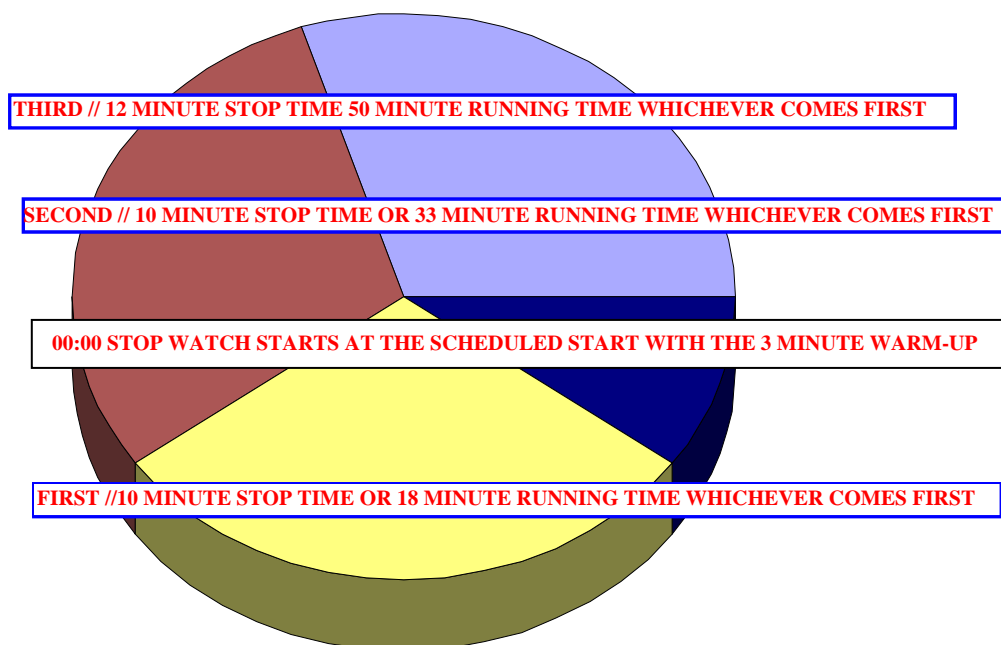 THIRD // 12 MINUTE STOP TIME 50 MINUTE RUNNING TIME WHICHEVER COMES FIRST
SECOND // 10 MINUTE STOP TIME OR 33 MINUTE RUNNING TIME WHICHEVER COMES FIRST
00:00 STOP WATCH STARTS AT THE SCHEDULED START WITH THE 3 MINUTE WARM-UP
FIRST //10 MINUTE STOP TIME OR 18 MINUTE RUNNING TIME WHICHEVER COMES FIRST